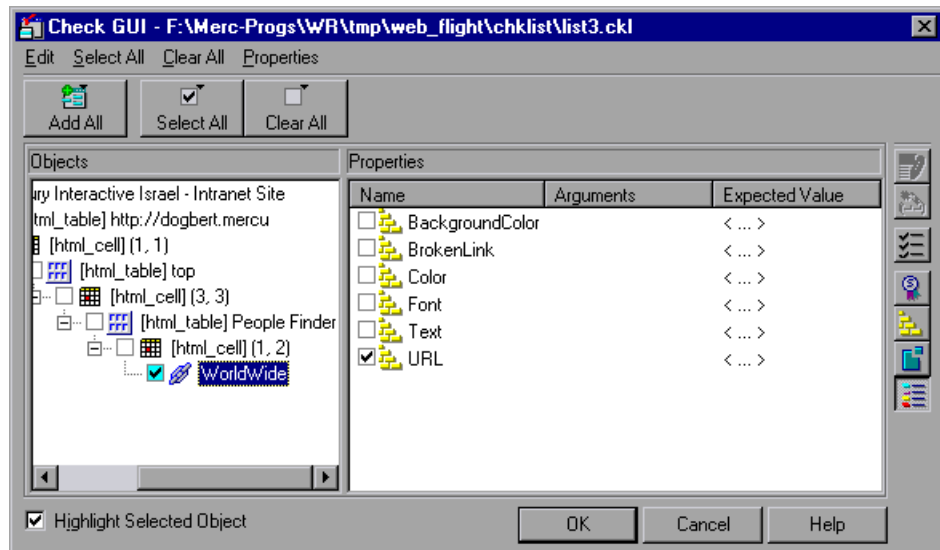 Check GUI - F:\Merc-Progs\WR\tmp\web_flight\chklist\list3.ckl
Edit Select All Clear All Properties
Add All Select All Clear All
Objects
ury Interactive Israel - Intranet Site
tml_table] http://dogbert.mercu
[html_cell] (1, 1)
[html_table] top
[html_cell] (3, 3)
[html_table] People Finder
[html_cell] (1, 2)
WorldWide
Properties
Name Arguments Expected Value
BackgroundColor < ... >
BrokenLink < ... >
Color < ... >
Font < ... >
Text < ... >
URL < ... >
Highlight Selected Object
OK Cancel Help